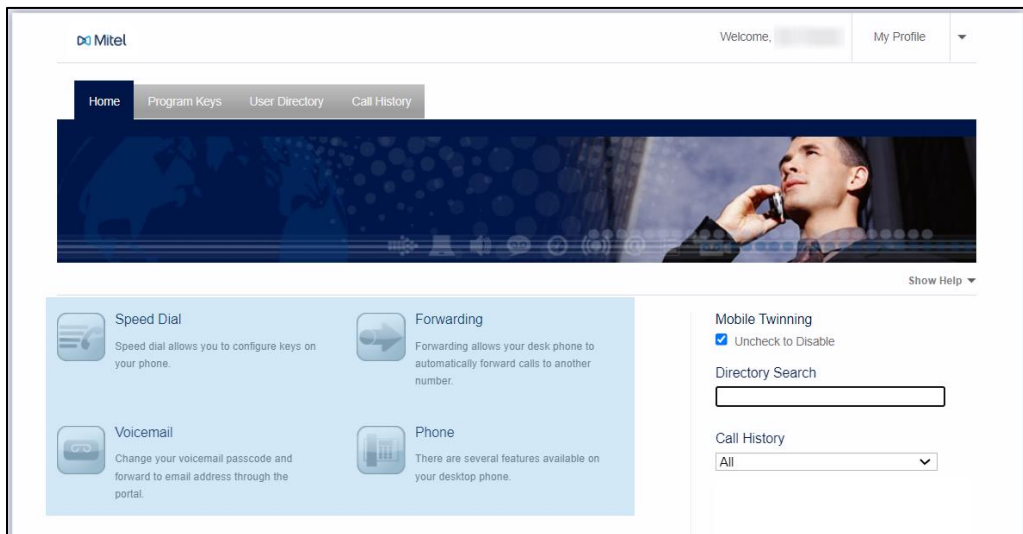 Mitel
Welcome,
My Profile
Home
Program Keys
User Directory
Call History
Show Help
Speed Dial
Speed dial allows you to configure keys on
your phone.
Forwarding
Forwarding allows your desk phone to
automatically forward calls to another
number.
Voicemail
Change your voicemail passcode and
forward to email address through the
portal.
Phone
There are several features available on
your desktop phone.
Mobile Twinning
Uncheck to Disable
Directory Search
Call History
All